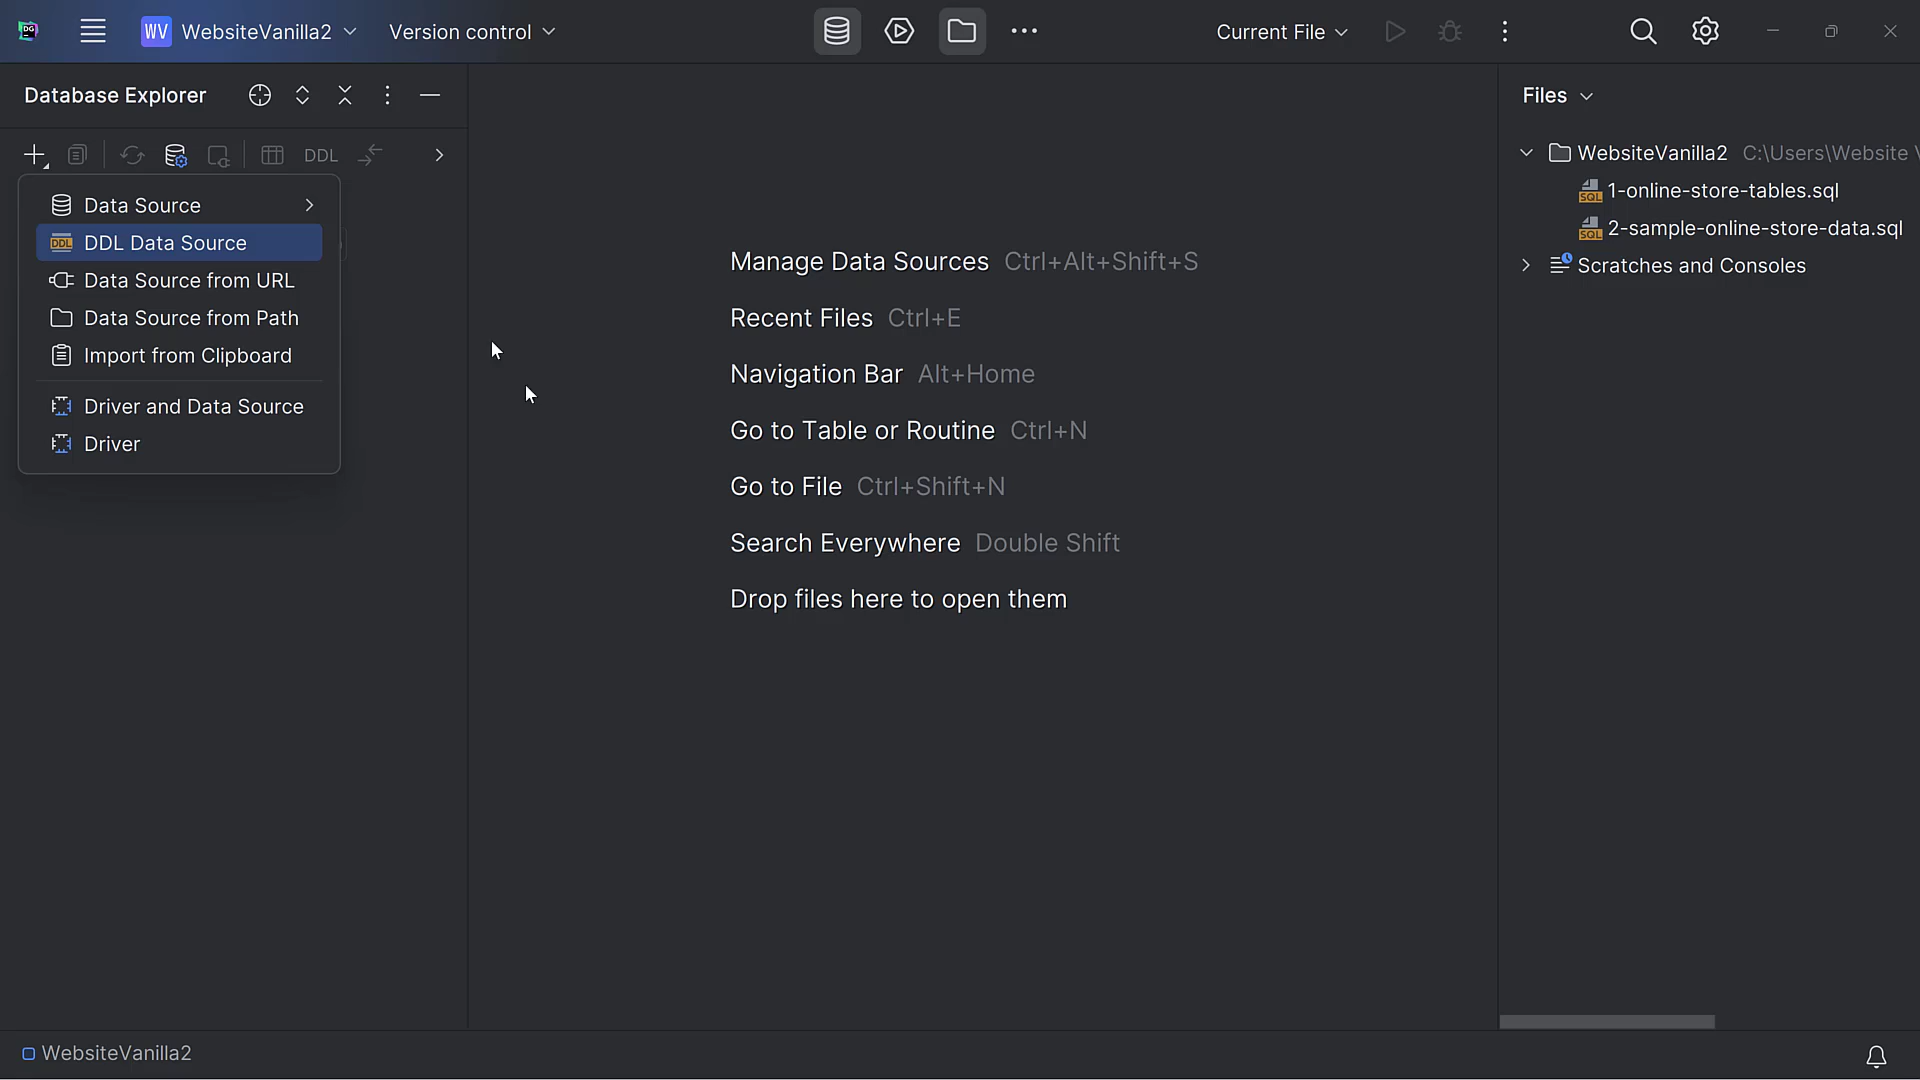 DG
WV WebsiteVanilla2
Version control
Current File
Database Explorer
DDL
Data Source
DDL DDL Data Source
Data Source from URL
Data Source from Path
Import from Clipboard
Driver and Data Source
Driver
Manage Data Sources Ctrl+Alt+Shift+S
Recent Files Ctrl+E
Navigation Bar Alt+Home
Go to Table or Routine Ctrl+N
Go to File Ctrl+Shift+N
Search Everywhere Double Shift
Drop files here to open them
Files
WebsiteVanilla2 C:\Users\Website
SQL 1-online-store-tables.sql
SQL 2-sample-online-store-data.sql
Scratches and Consoles
WebsiteVanilla2